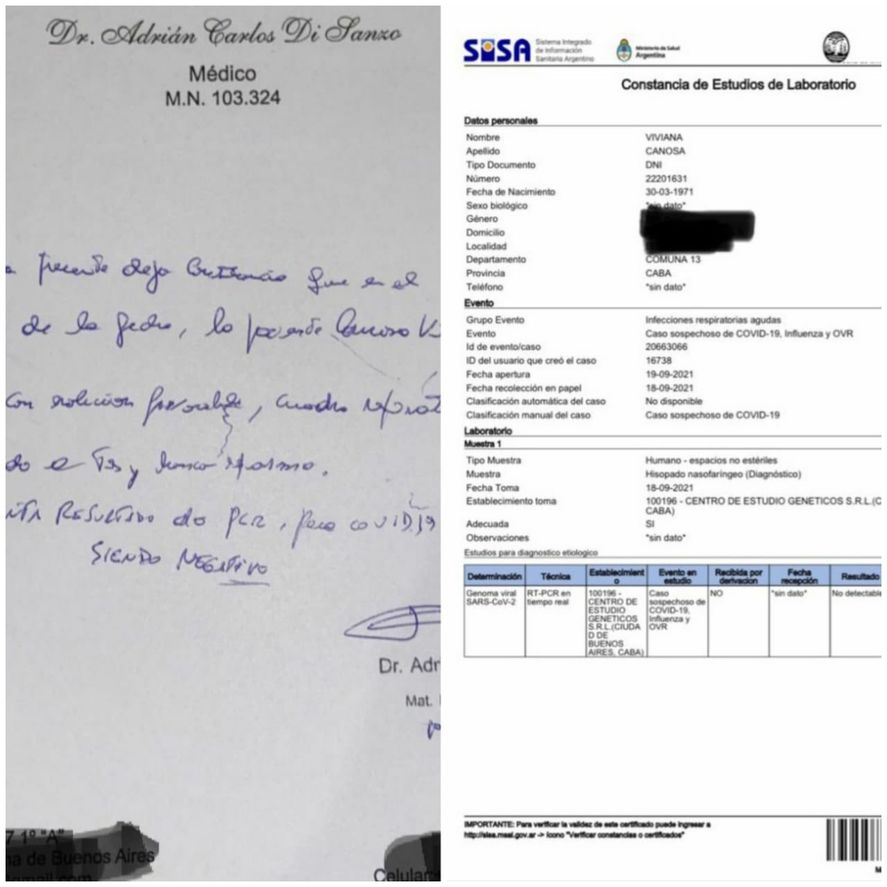 Dr. Adrián Carlos Di Sanzo
Médico
M.N. 103.324
presente dejo constancia que en el
de la fecha, la paciente Canosa V
Con evolución favorable, cuadro
do a Tos y
RESULTADO do PCR, para COVID19
SIENDO NEGATIVO
Dr. Adr
Mat.
7 1º "A"
na de Buenos Aires
gmail.com
Celular
SISA Sistema Integrado
de Información
Sanitaria Argentino
Ministerio de Salud
Argentina
Constancia de Estudios de Laboratorio
Datos personales
Nombre VIVIANA
Apellido CANOSA
Tipo Documento DNI
Número 22201631
Fecha de Nacimiento 30-03-1971
Sexo biológico *sin dato*
Género
Domicilio
Localidad
Departamento COMUNA 13
Provincia CABA
Teléfono *sin dato*
Evento
Grupo Evento Infecciones respiratorias agudas
Evento Caso sospechoso de COVID-19, Influenza y OVR
Id de evento/caso 20663066
ID del usuario que creó el caso 16738
Fecha apertura 19-09-2021
Fecha recolección en papel 18-09-2021
Clasificación automática del caso No disponible
Clasificación manual del caso Caso sospechoso de COVID-19
Laboratorio
Muestra 1
Tipo Muestra Humano - espacios no estériles
Muestra Hisopado nasofaríngeo (Diagnóstico)
Fecha Toma 18-09-2021
Establecimiento toma 100196 - CENTRO DE ESTUDIO GENETICOS S.R.L.(C
CABA)
Adecuada SI
Observaciones *sin dato*
Estudios para diagnostico etiologico
Determinación Técnica Establecimiento Evento en estudio Recibida por derivacion Fecha recepción Resultado
Genoma viral SARS-CoV-2 RT-PCR en tiempo real 100196 - CENTRO DE ESTUDIO GENETICOS S.R.L.(CIUDAD DE BUENOS AIRES, CABA) Caso sospechoso de COVID-19, Influenza y OVR NO *sin dato* No detectable
IMPORTANTE: Para verificar la validez de este certificado puede ingresar a
http://sisa.msal.gov.ar -> icono "Verificar constancias o certificados"